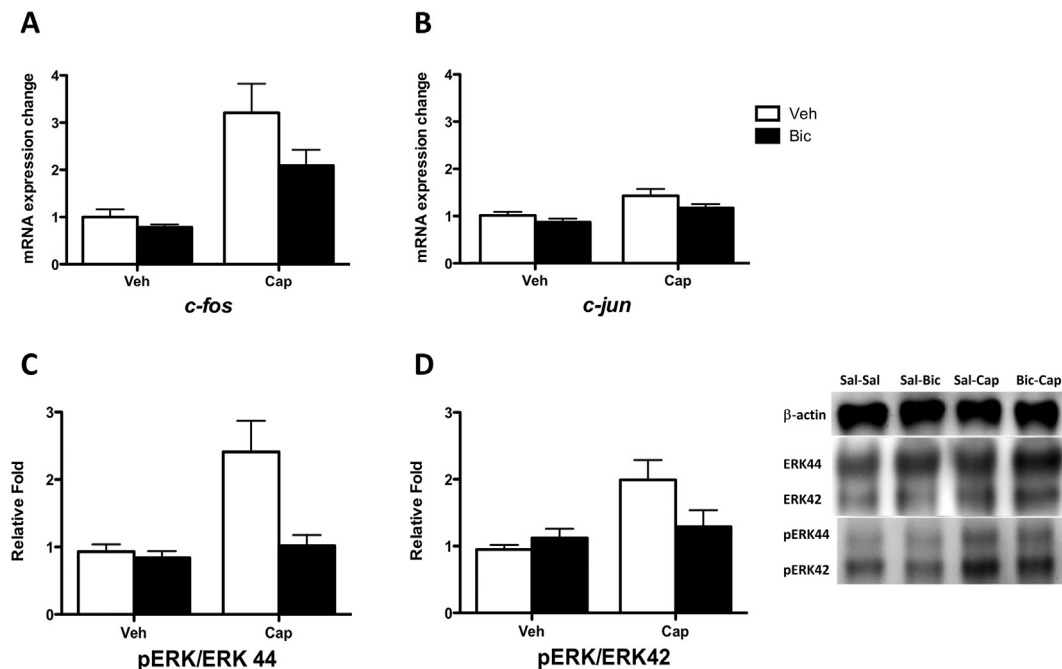 A
mRNA expression change
4
3
2
1
0
Veh
Cap
c-fos
B
mRNA expression change
4
3
2
1
0
Veh
Cap
c-jun
Veh
Bic
C
Relative Fold
3
2
1
0
Veh
Cap
pERK/ERK 44
D
Relative Fold
3
2
1
0
Veh
Cap
pERK/ERK42
Sal-Sal Sal-Bic Sal-Cap Bic-Cap
β-actin
ERK44
ERK42
pERK44
pERK42